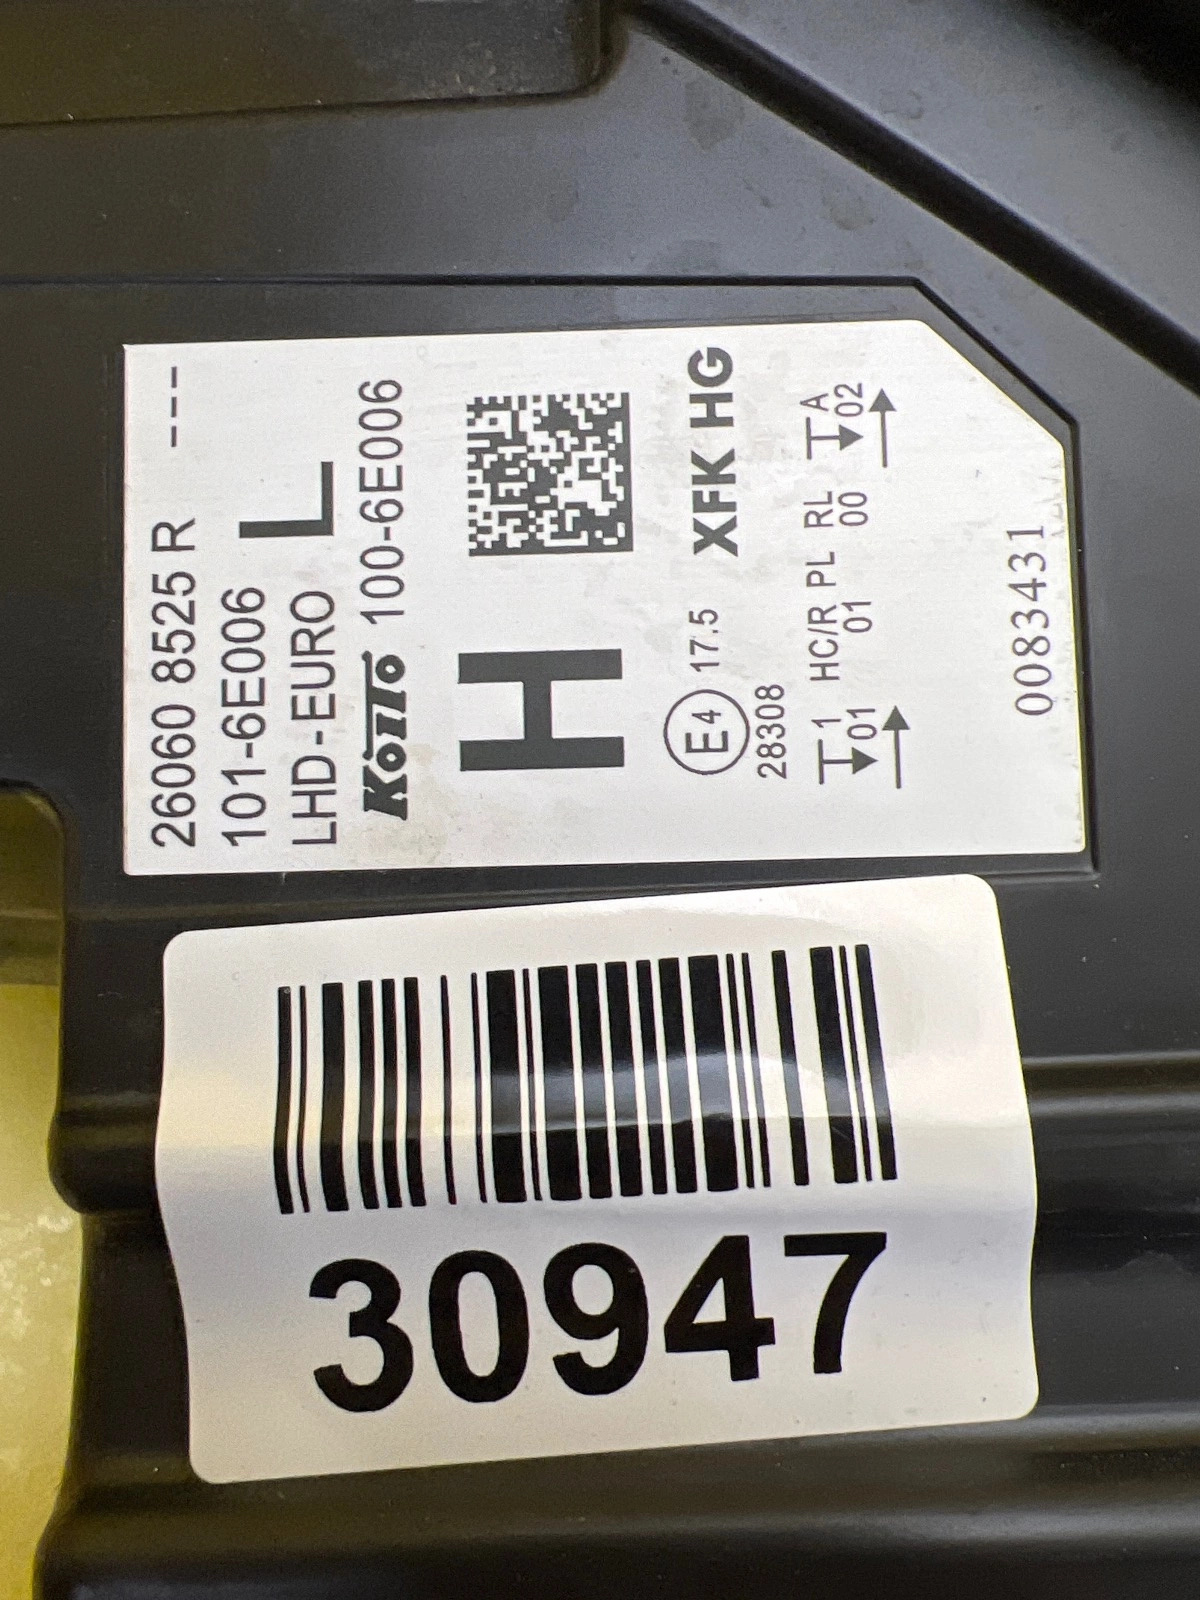 26060 8525 R ---
101-6E006 L
LHD-EURO
KOITO 100-6E006
H
E4 17.5 XFK HG
28308
1 HC/R PL RL A
01 01 00 02
0083431
30947